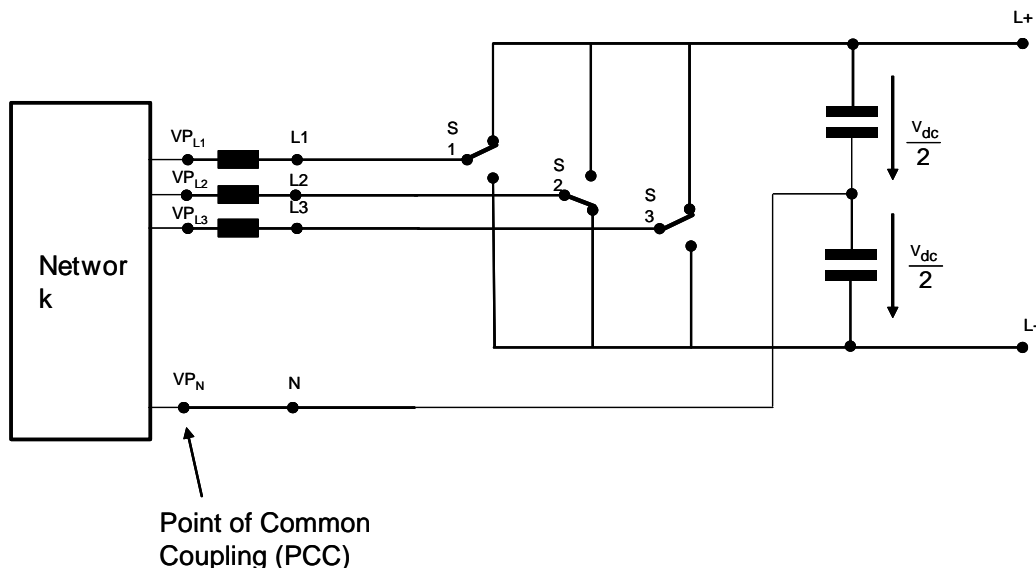 L+
VP_L1
L1
S
1
V_dc
2
VP_L2
L2
S
2
VP_L3
L3
S
3
Networ
k
V_dc
2
L-
VP_N
N
Point of Common
Coupling (PCC)